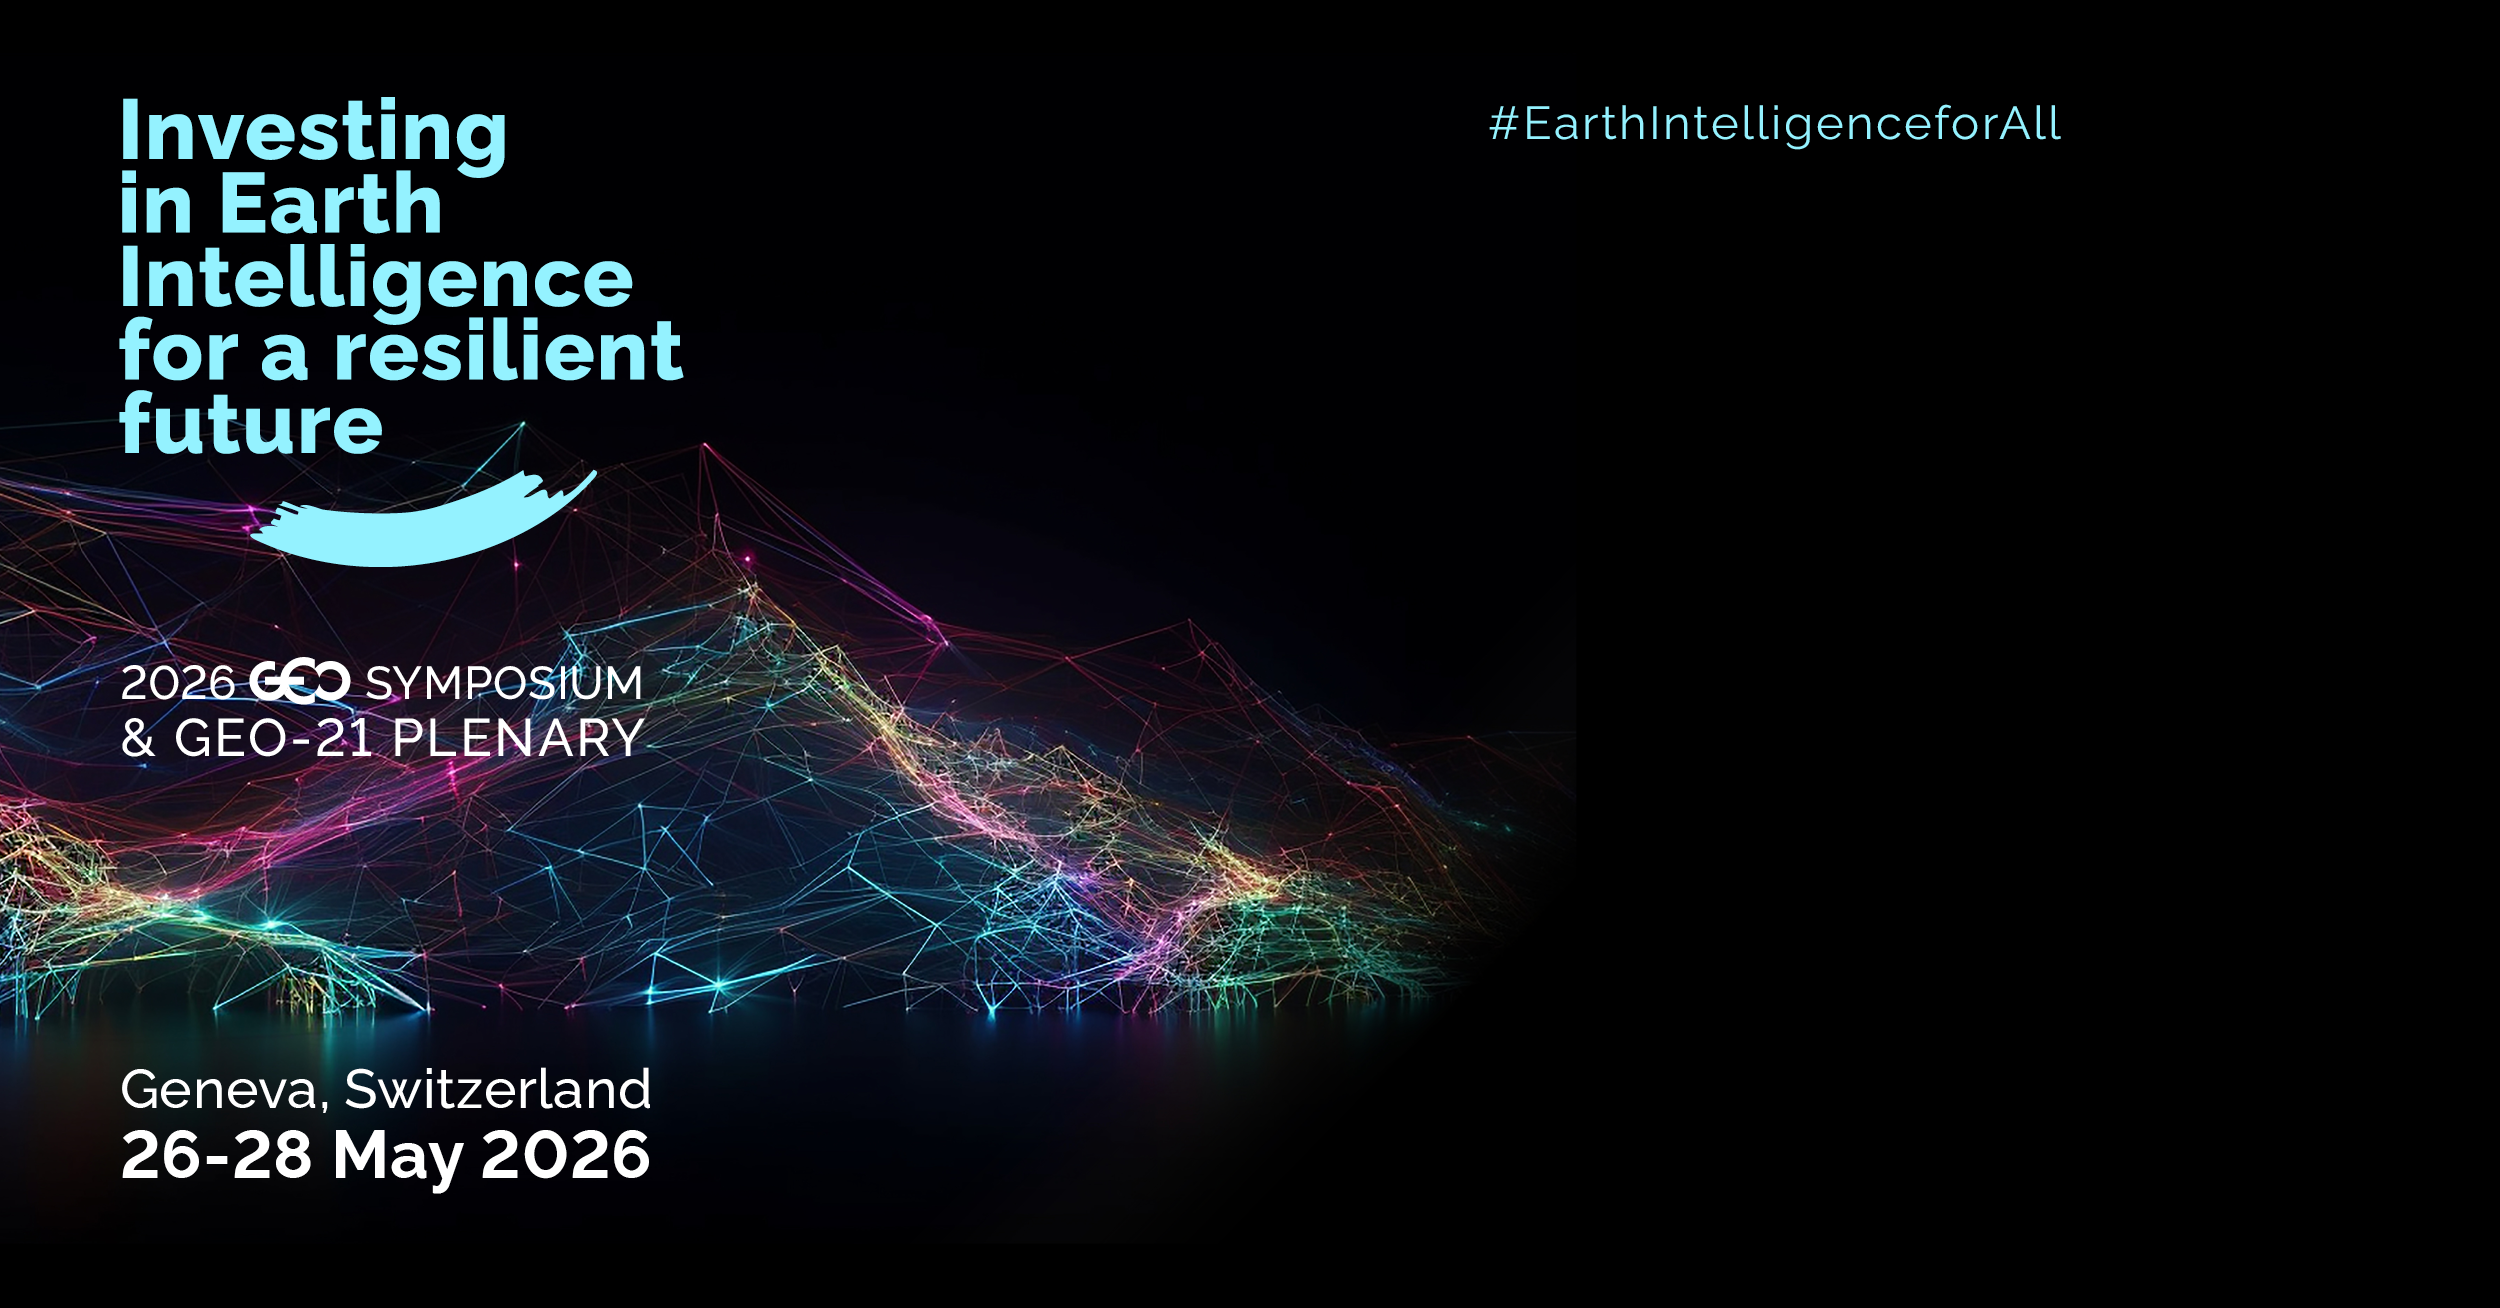 Investing
in Earth
Intelligence
for a resilient
future
#EarthIntelligenceforAll
2026 GEO SYMPOSIUM
& GEO-21 PLENARY
Geneva, Switzerland
26-28 May 2026